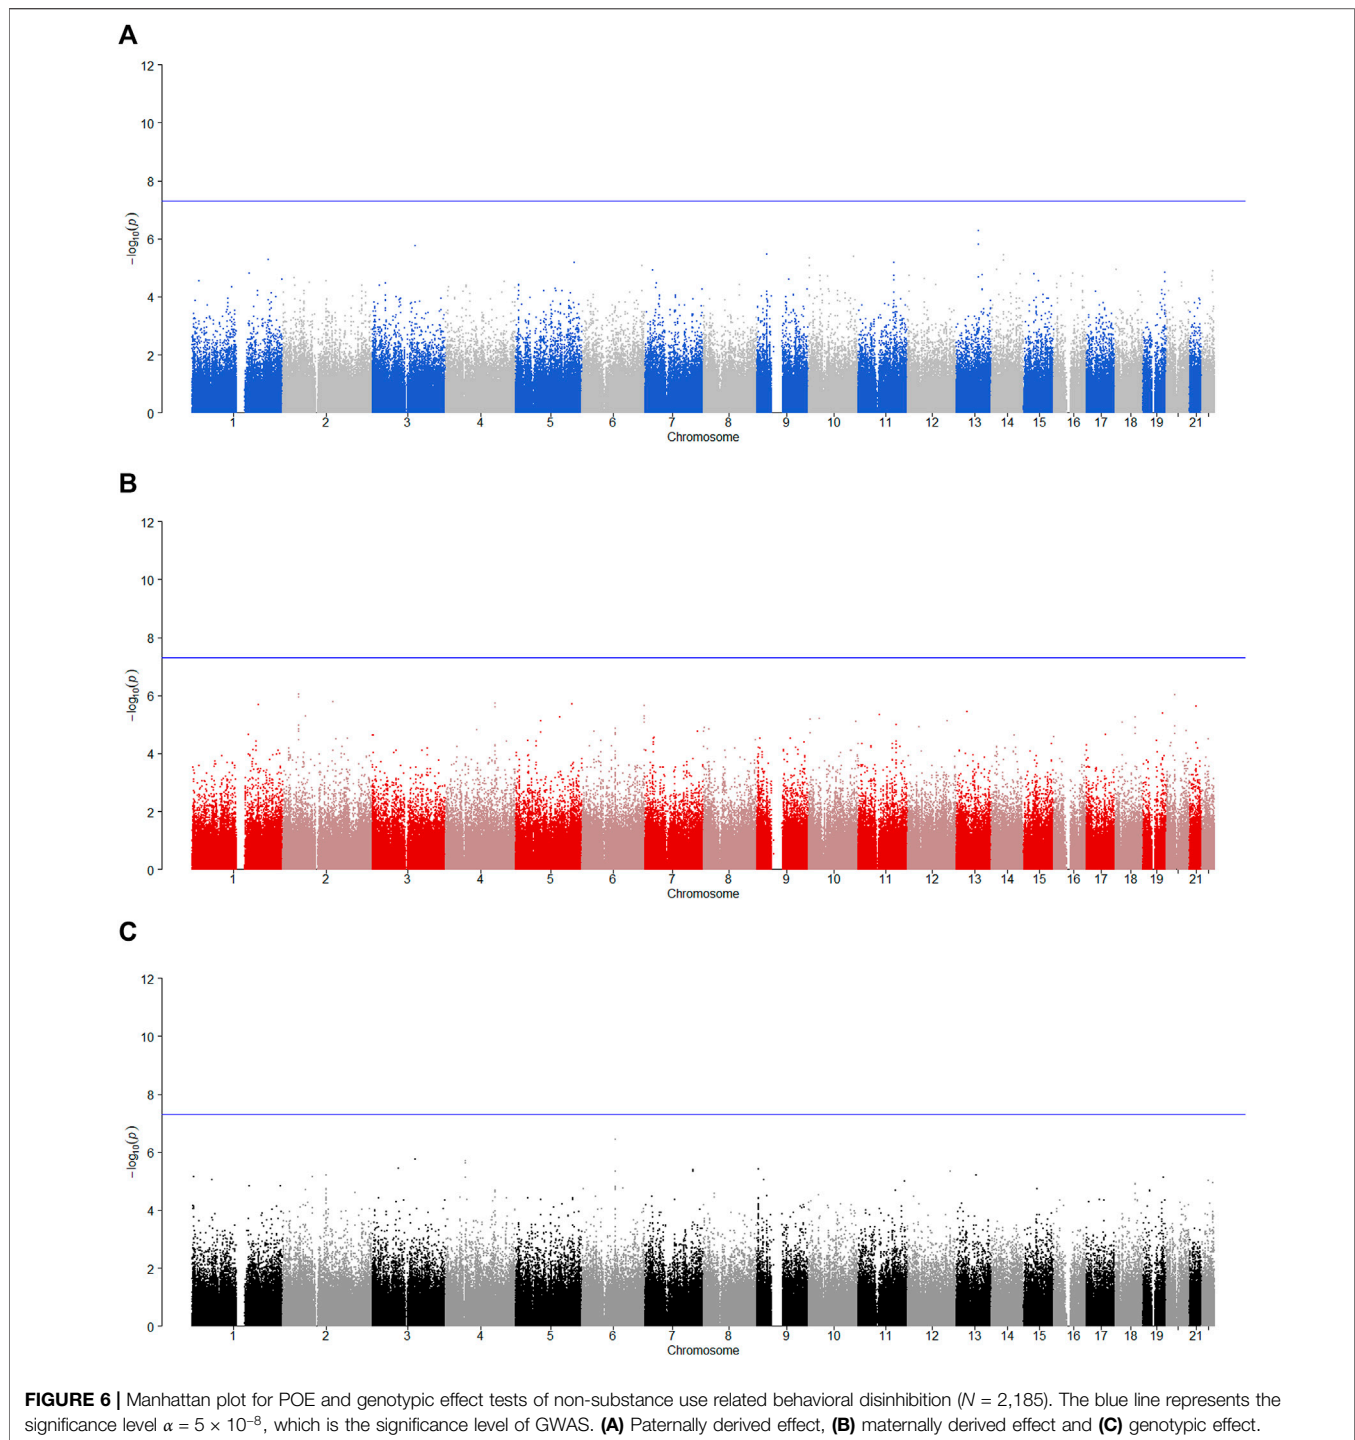 A
12
10
8
6
4
2
0
−log10(p)
1 2 3 4 5 6 7 8 9 10 11 12 13 14 15 16 17 18 19 21
Chromosome
B
12
10
8
6
4
2
0
−log10(p)
1 2 3 4 5 6 7 8 9 10 11 12 13 14 15 16 17 18 19 21
Chromosome
C
12
10
8
6
4
2
0
−log10(p)
1 2 3 4 5 6 7 8 9 10 11 12 13 14 15 16 17 18 19 21
Chromosome
FIGURE 6 | Manhattan plot for POE and genotypic effect tests of non-substance use related behavioral disinhibition (N = 2,185). The blue line represents the
significance level α = 5 × 10⁻⁸, which is the significance level of GWAS. (A) Paternally derived effect, (B) maternally derived effect and (C) genotypic effect.